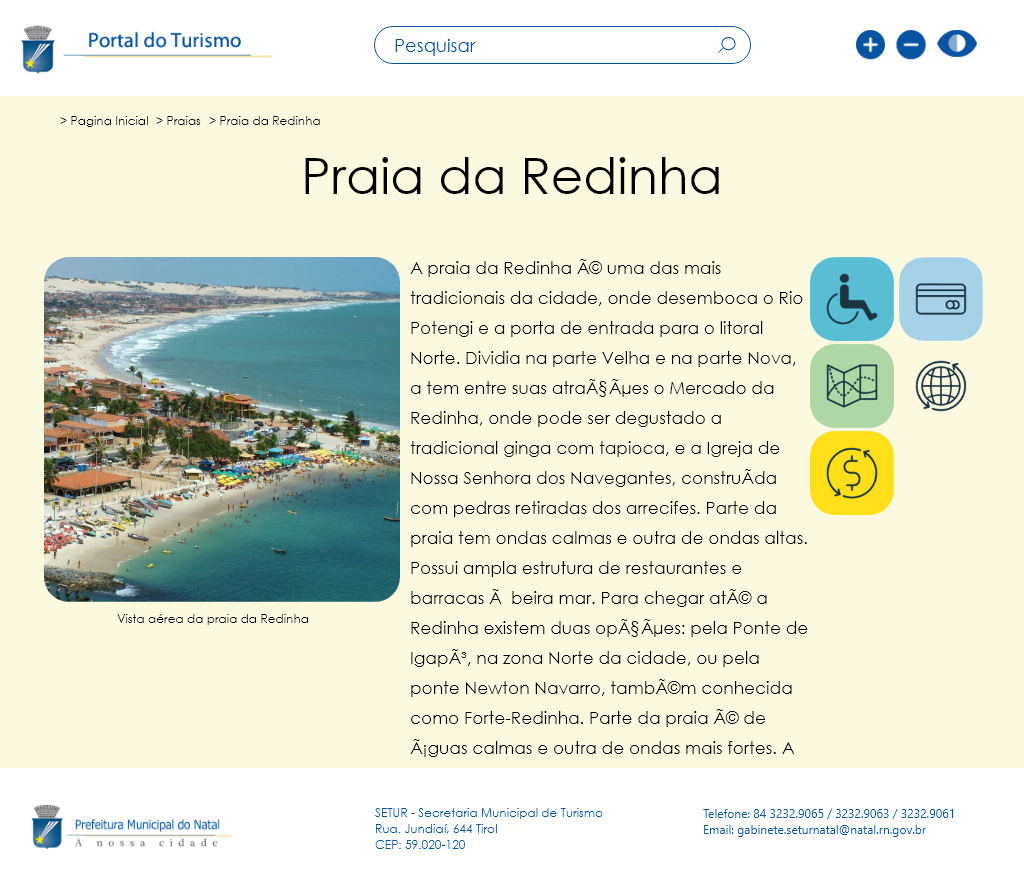 Portal do Turismo
Pesquisar
> Pagina Inicial > Praias > Praia da Redinha
Praia da Redinha
A praia da Redinha Ã© uma das mais
tradicionais da cidade, onde desemboca o Rio
Potengi e a porta de entrada para o litoral
Norte. Dividia na parte Velha e na parte Nova,
a tem entre suas atraÃ§Ãµes o Mercado da
Redinha, onde pode ser degustado a
tradicional ginga com tapioca, e a Igreja de
Nossa Senhora dos Navegantes, construÃda
com pedras retiradas dos arrecifes. Parte da
praia tem ondas calmas e outra de ondas altas.
Possui ampla estrutura de restaurantes e
barracas Ã  beira mar. Para chegar atÃ© a
Redinha existem duas opÃ§Ãµes: pela Ponte de
IgapÃ³, na zona Norte da cidade, ou pela
ponte Newton Navarro, tambÃ©m conhecida
como Forte-Redinha. Parte da praia Ã© de
Ã¡guas calmas e outra de ondas mais fortes. A
Vista aérea da praia da Redinha
Prefeitura Municipal do Natal
A nossa cidade
SETUR - Secretaria Municipal de Turismo
Rua. Jundiaí, 644 Tirol
CEP: 59.020-120
Telefone: 84 3232.9065 / 3232.9063 / 3232.9061
Email: gabinete.seturnatal@natal.rn.gov.br